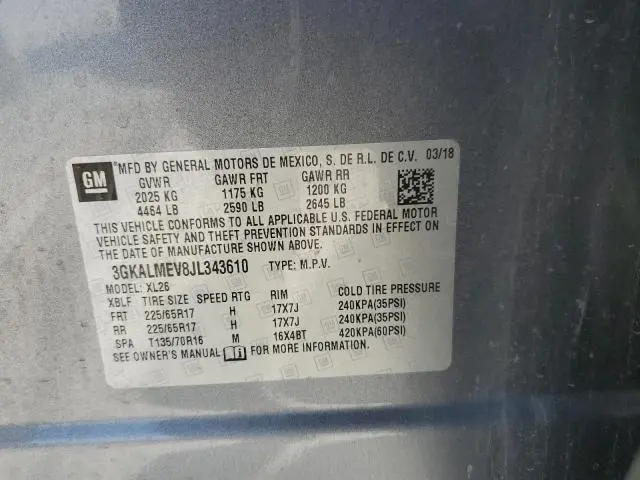 GM
*MFD BY GENERAL MOTORS DE MEXICO, S. DE R.L. DE C.V. 03/18
GVWR GAWR FRT GAWR RR
2025 KG 1175 KG 1200 KG
4464 LB 2590 LB 2645 LB
THIS VEHICLE CONFORMS TO ALL APPLICABLE U.S. FEDERAL MOTOR
VEHICLE SAFETY AND THEFT PREVENTION STANDARDS IN EFFECT ON
THE DATE OF MANUFACTURE SHOWN ABOVE.
3GKALMEV8JL343610 TYPE: M.P.V.
MODEL: XL26
XBLF TIRE SIZE SPEED RTG RIM COLD TIRE PRESSURE
FRT 225/65R17 H 17X7J 240KPA(35PSI)
RR 225/65R17 H 17X7J 240KPA(35PSI)
SPA T135/70R16 M 16X4BT 420KPA(60PSI)
SEE OWNER'S MANUAL FOR MORE INFORMATION.